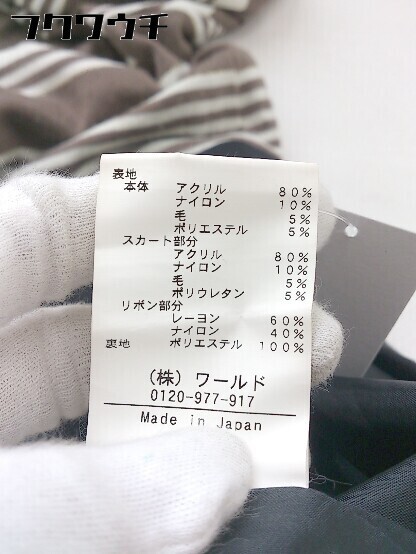 フクワウチ
表地
本体 アクリル 80%
ナイロン 10%
毛 5%
ポリエステル 5%
スカート部分
アクリル 80%
ナイロン 10%
毛 5%
ポリウレタン 5%
リボン部分
レーヨン 60%
ナイロン 40%
裏地 ポリエステル 100%
(株) ワールド
0120-977-917
Made in Japan